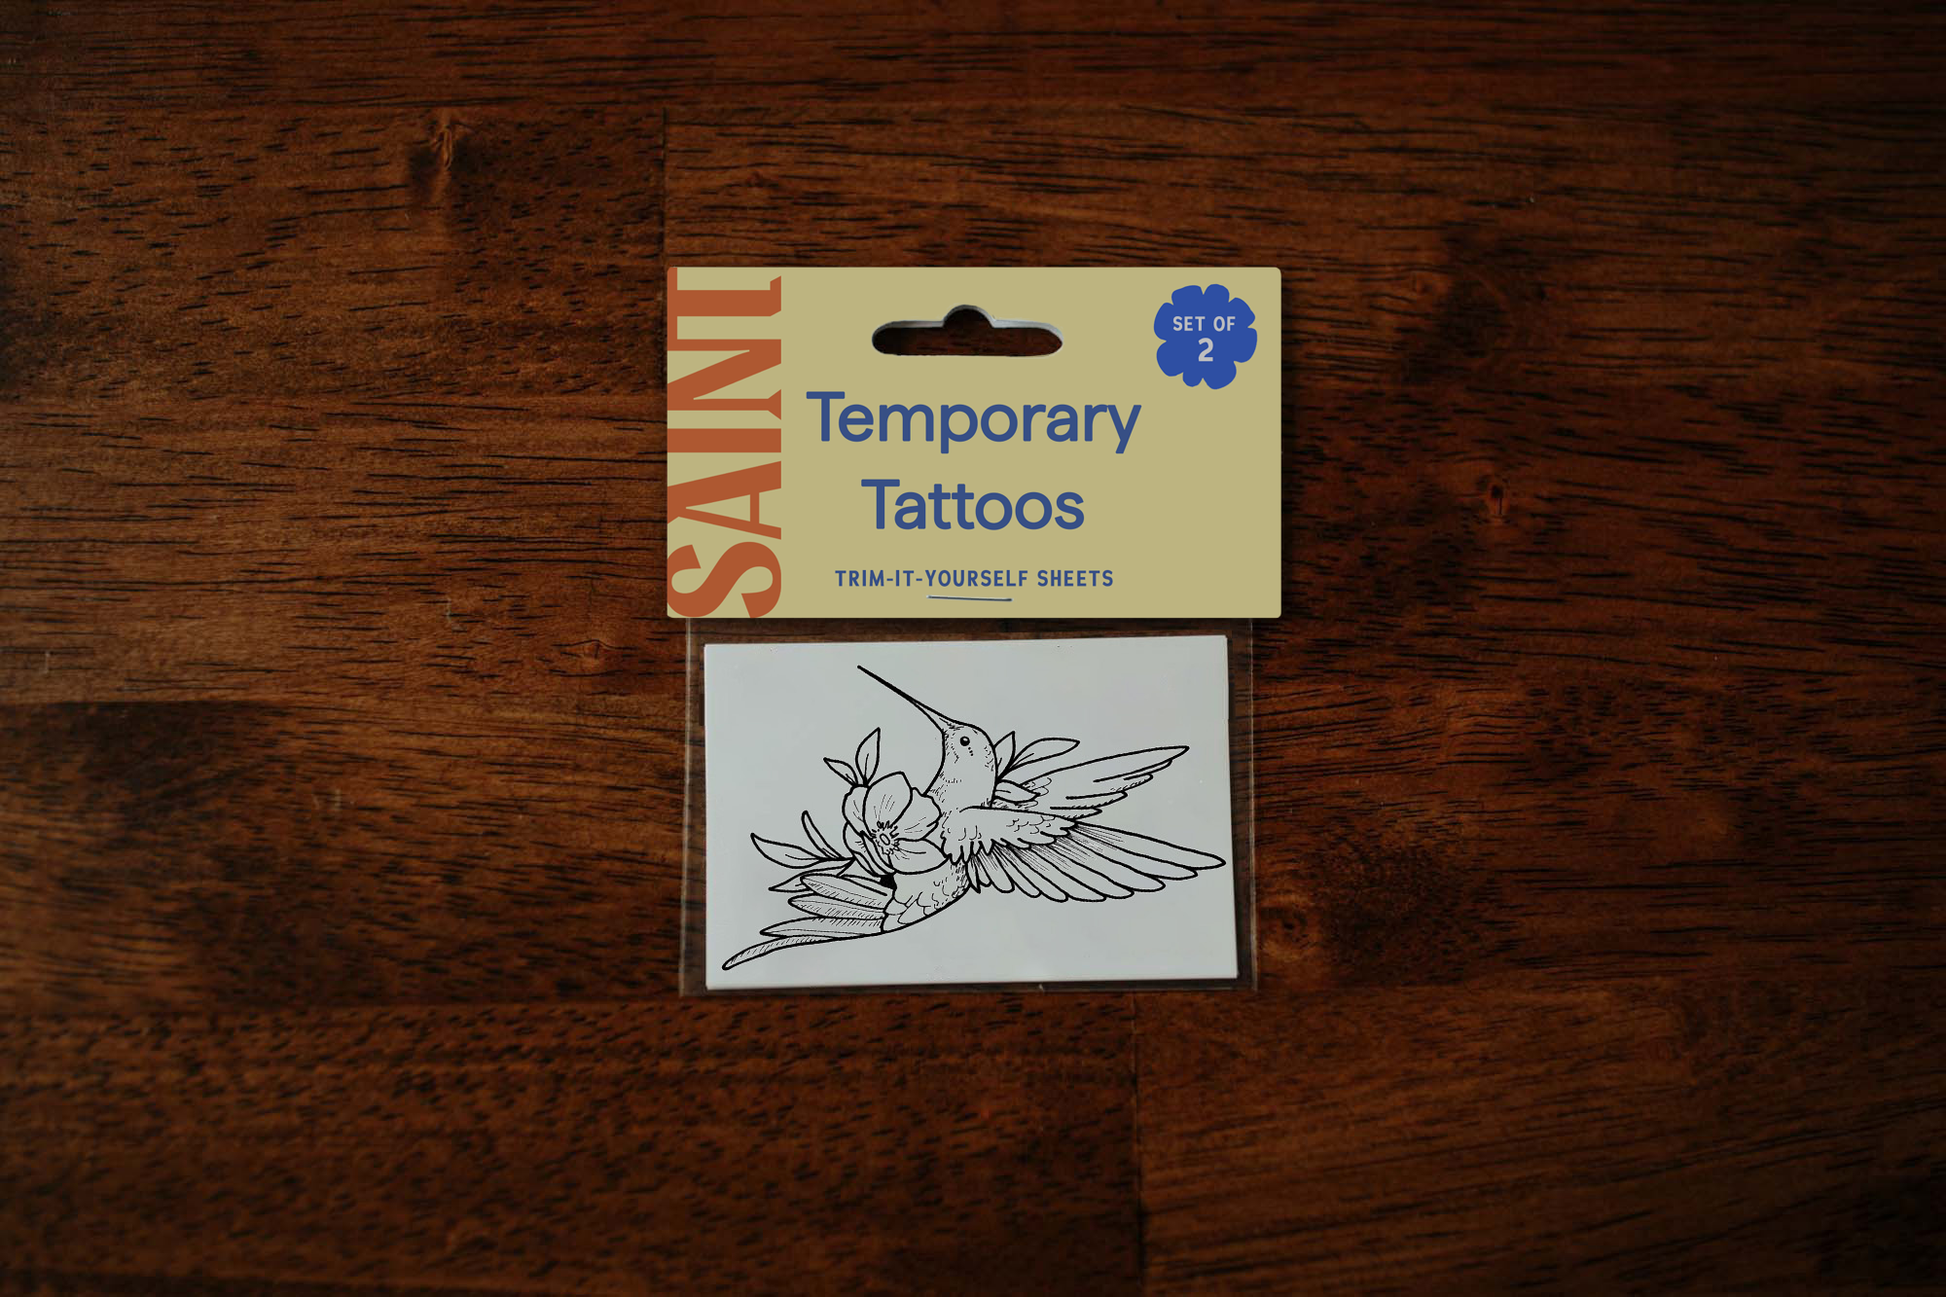 SAINT
SET OF
2
Temporary
Tattoos
TRIM-IT-YOURSELF SHEETS